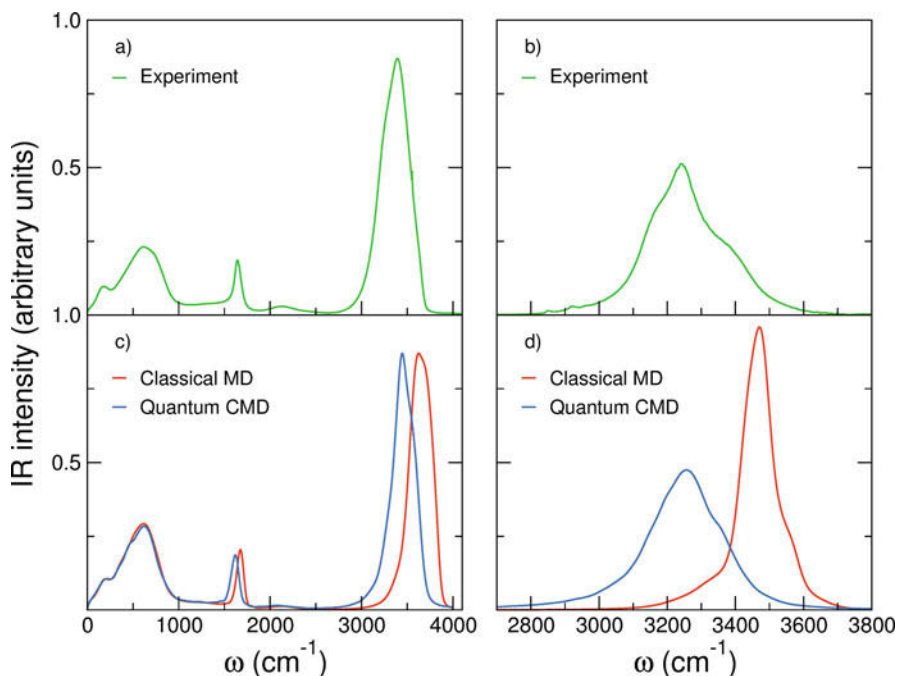 1.0
a)
b)
Experiment
Experiment
0.5
1.0
c)
d)
Classical MD
Classical MD
Quantum CMD
Quantum CMD
0.5
0
0 1000 2000 3000 4000
2800 3000 3200 3400 3600 3800
IR intensity (arbitrary units)
ω (cm⁻¹)
ω (cm⁻¹)